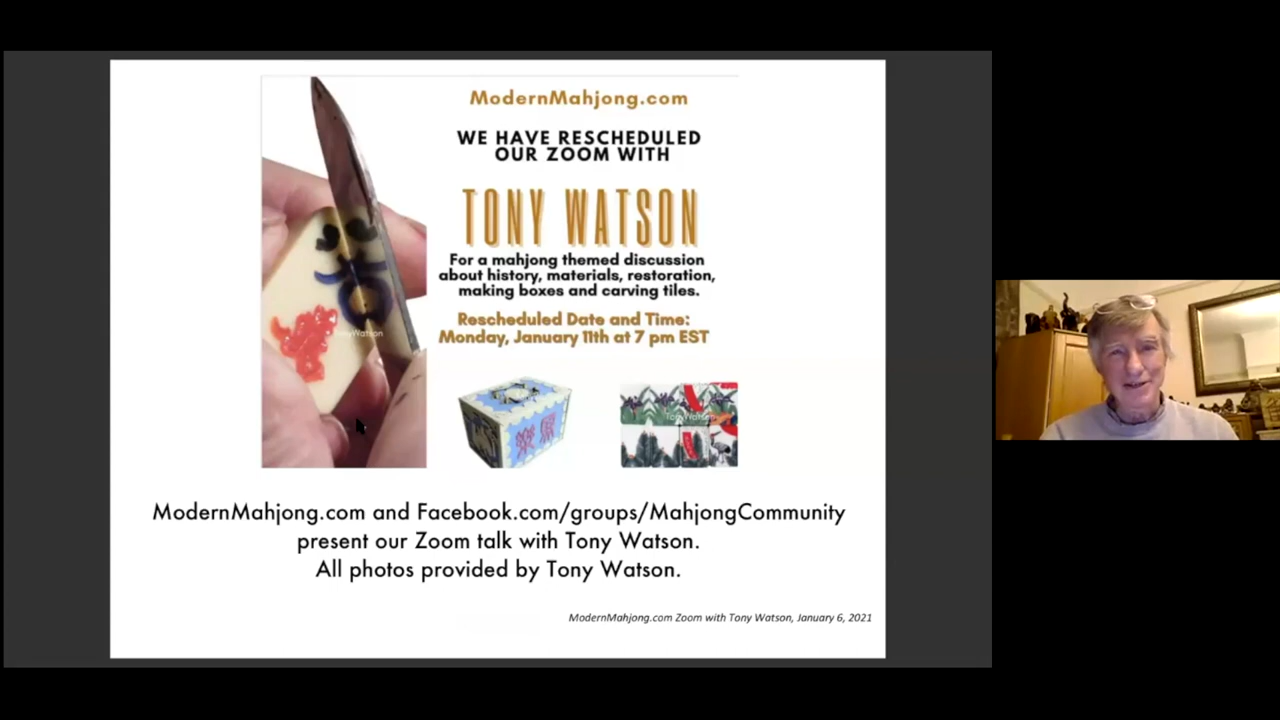 ModernMahjong.com
WE HAVE RESCHEDULED
OUR ZOOM WITH
TONY WATSON
For a mahjong themed discussion
about history, materials, restoration,
making boxes and carving tiles.
Rescheduled Date and Time:
Monday, January 11th at 7 pm EST
TonyWatson
TonyWatson
ModernMahjong.com and Facebook.com/groups/MahjongCommunity
present our Zoom talk with Tony Watson.
All photos provided by Tony Watson.
ModernMahjong.com Zoom with Tony Watson, January 6, 2021